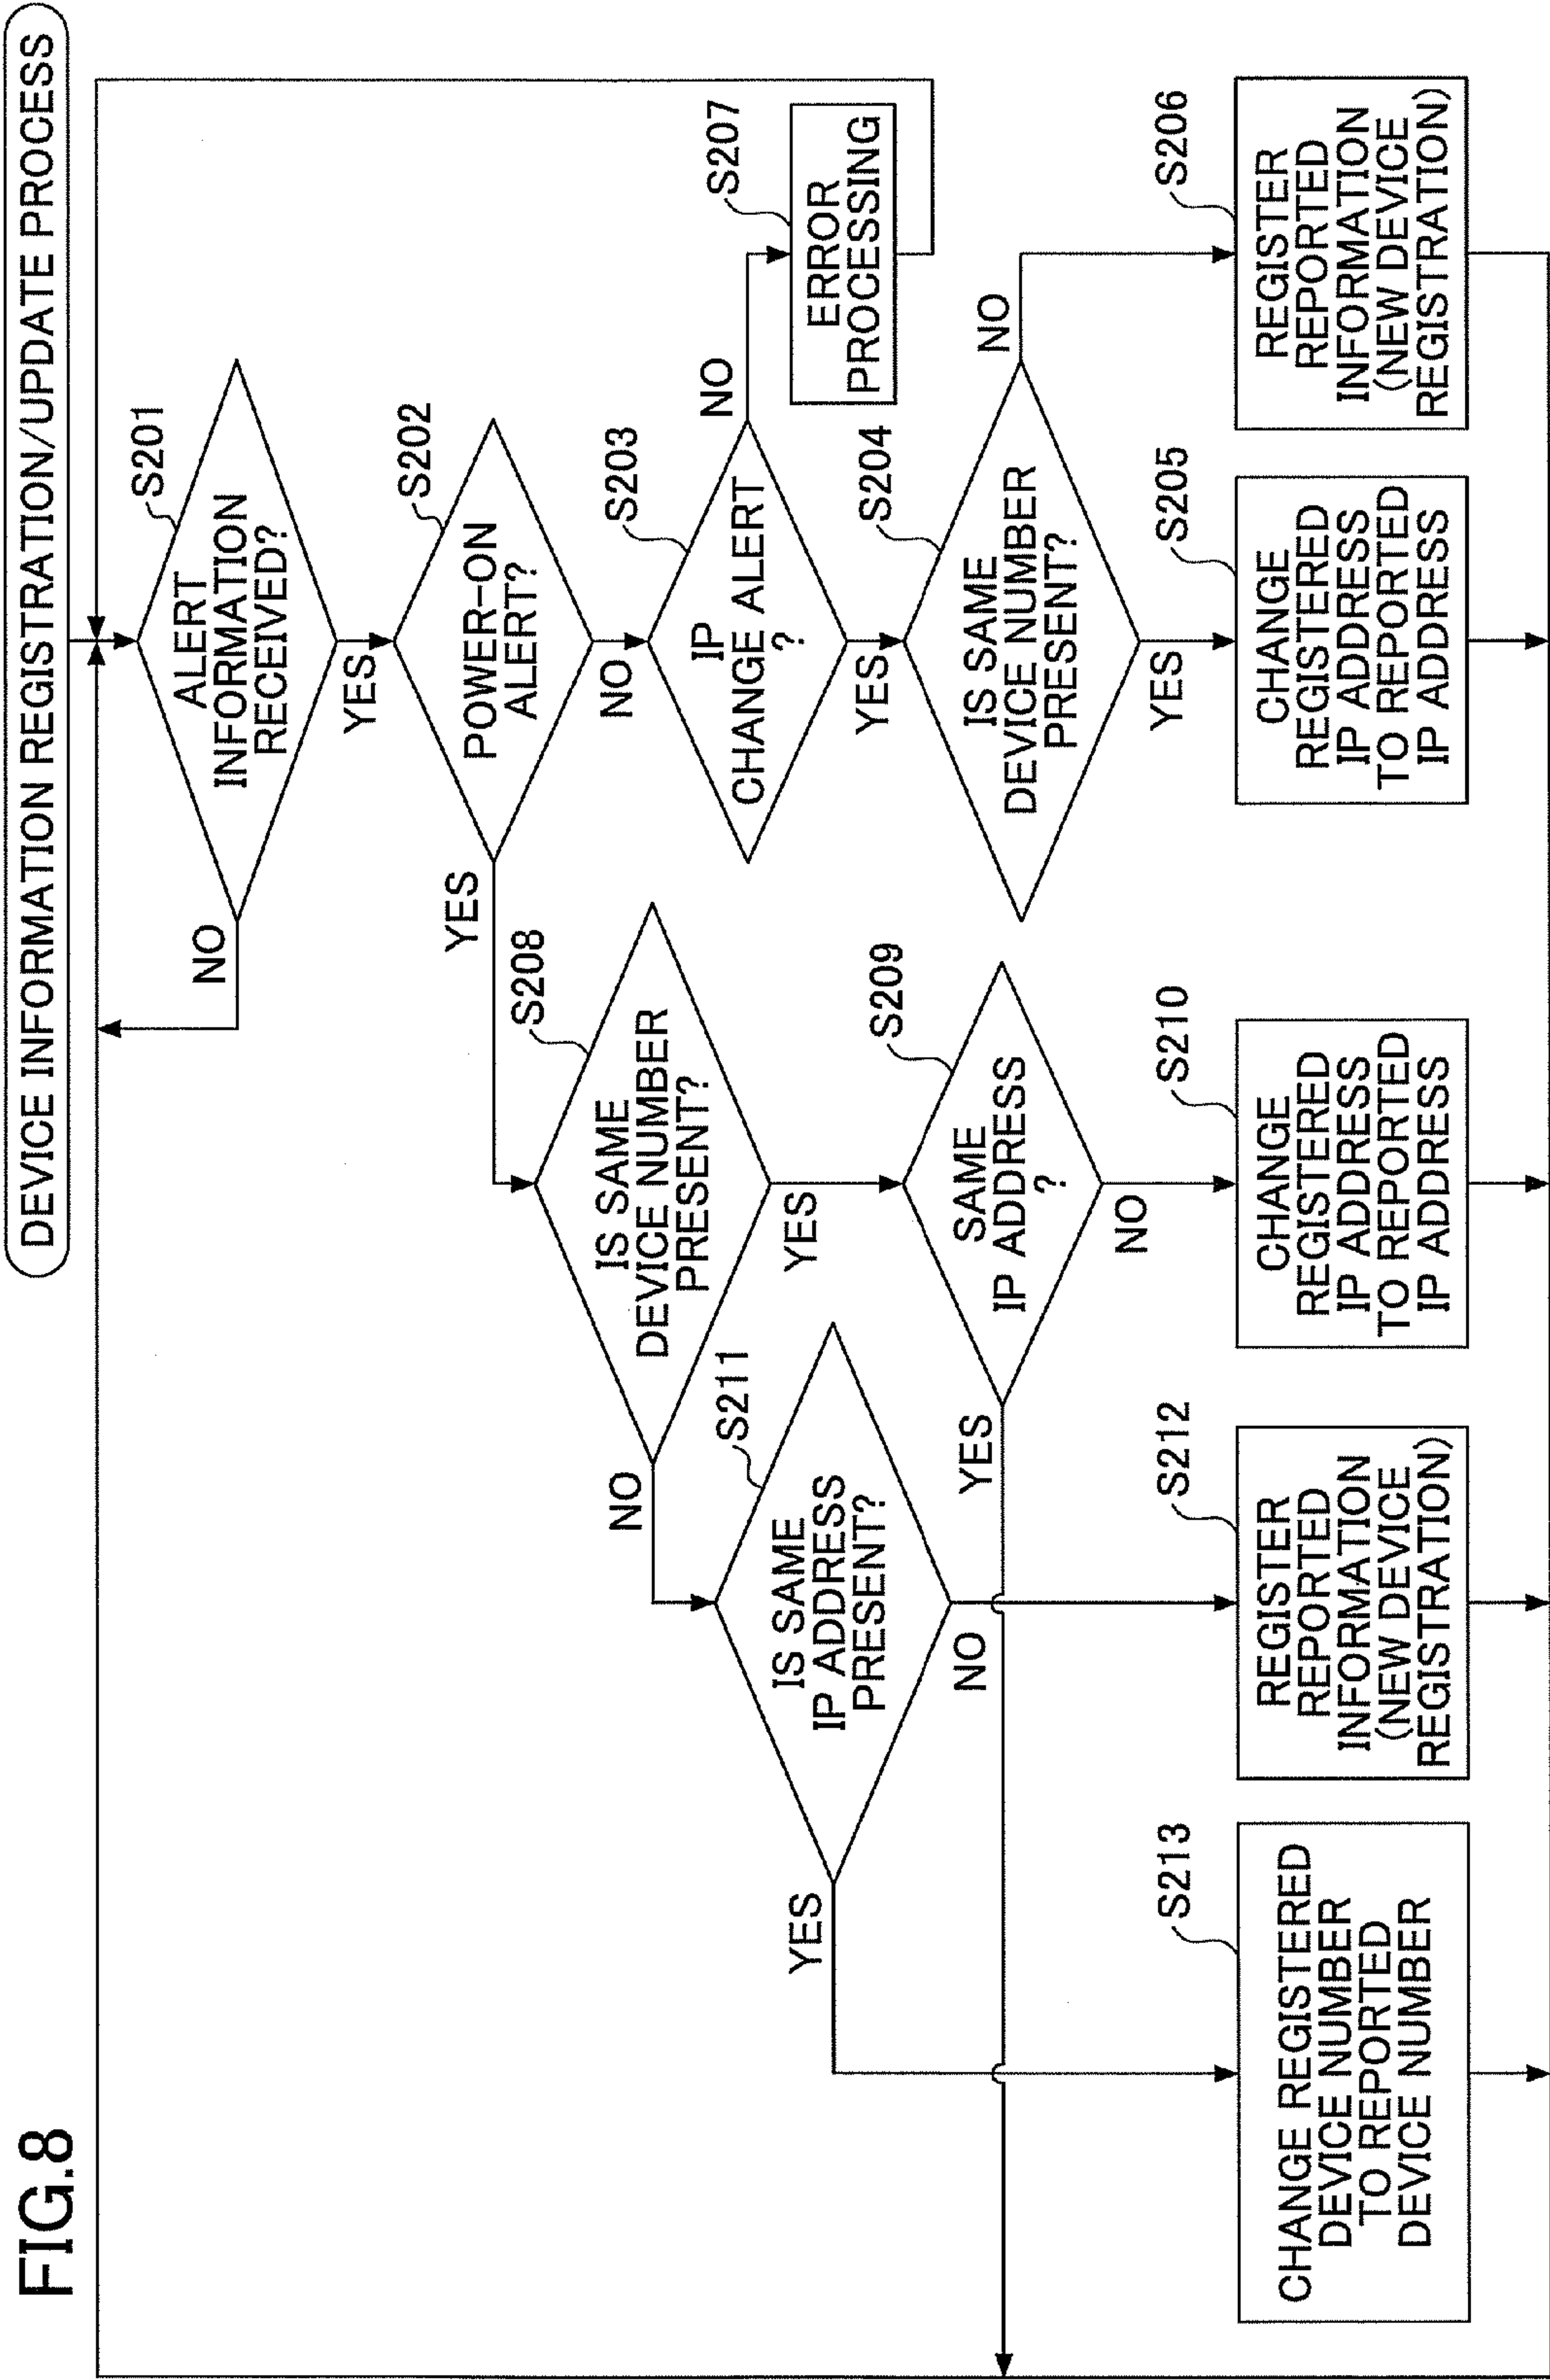 FIG.8
DEVICE INFORMATION REGISTRATION/UPDATE PROCESS
S201
ALERT
INFORMATION
RECEIVED?
NO
YES
S202
POWER-ON
ALERT?
YES
NO
S203
IP
CHANGE ALERT
?
NO
YES
S207
ERROR
PROCESSING
S204
IS SAME
DEVICE NUMBER
PRESENT?
NO
YES
S208
IS SAME
DEVICE NUMBER
PRESENT?
NO
YES
S211
IS SAME
IP ADDRESS
PRESENT?
YES
NO
S209
SAME
IP ADDRESS
?
YES
NO
S213
CHANGE REGISTERED
DEVICE NUMBER
TO REPORTED
DEVICE NUMBER
S212
REGISTER
REPORTED
INFORMATION
(NEW DEVICE
REGISTRATION)
S210
CHANGE
REGISTERED
IP ADDRESS
TO REPORTED
IP ADDRESS
S205
CHANGE
REGISTERED
IP ADDRESS
TO REPORTED
IP ADDRESS
S206
REGISTER
REPORTED
INFORMATION
(NEW DEVICE
REGISTRATION)